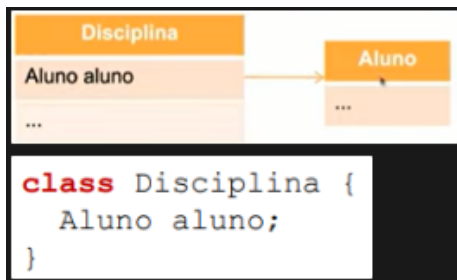 Disciplina
Aluno aluno
...
Aluno
...
class Disciplina {
Aluno aluno;
}